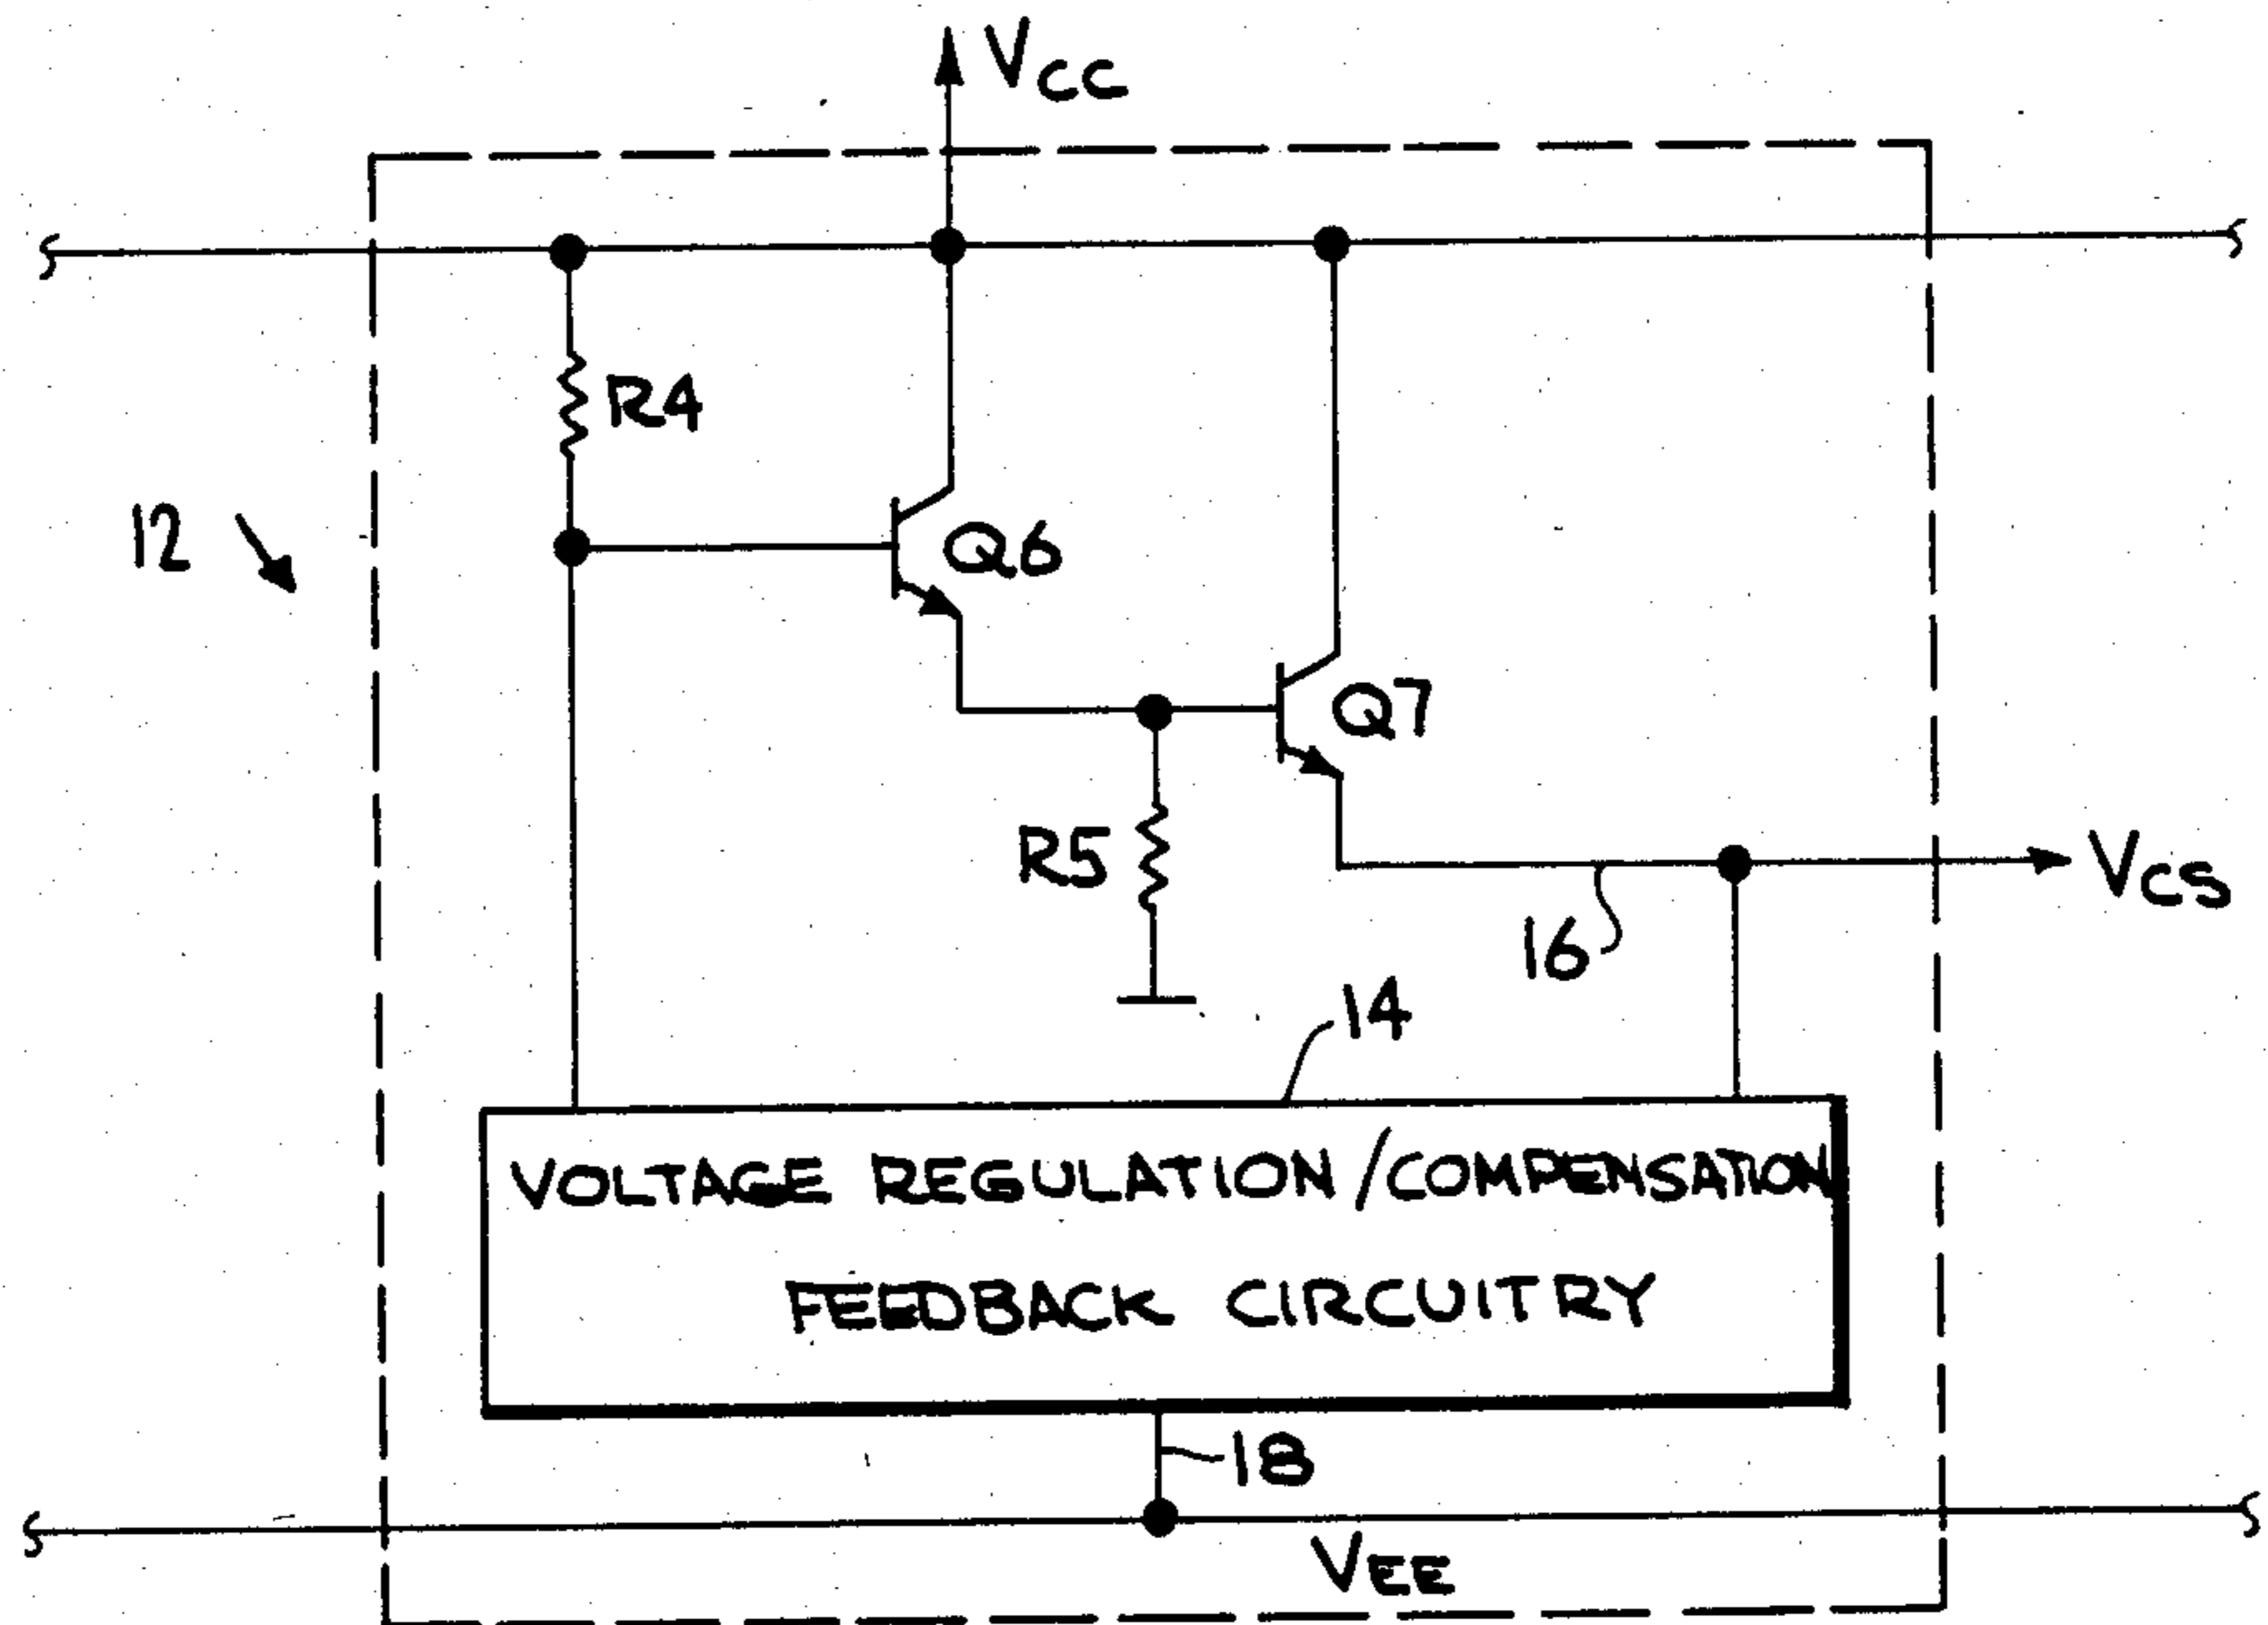 VCC
R4
12
Q6
Q7
R5
VCS
16
14
VOLTAGE REGULATION/COMPENSATION
FEEDBACK CIRCUITRY
18
VEE